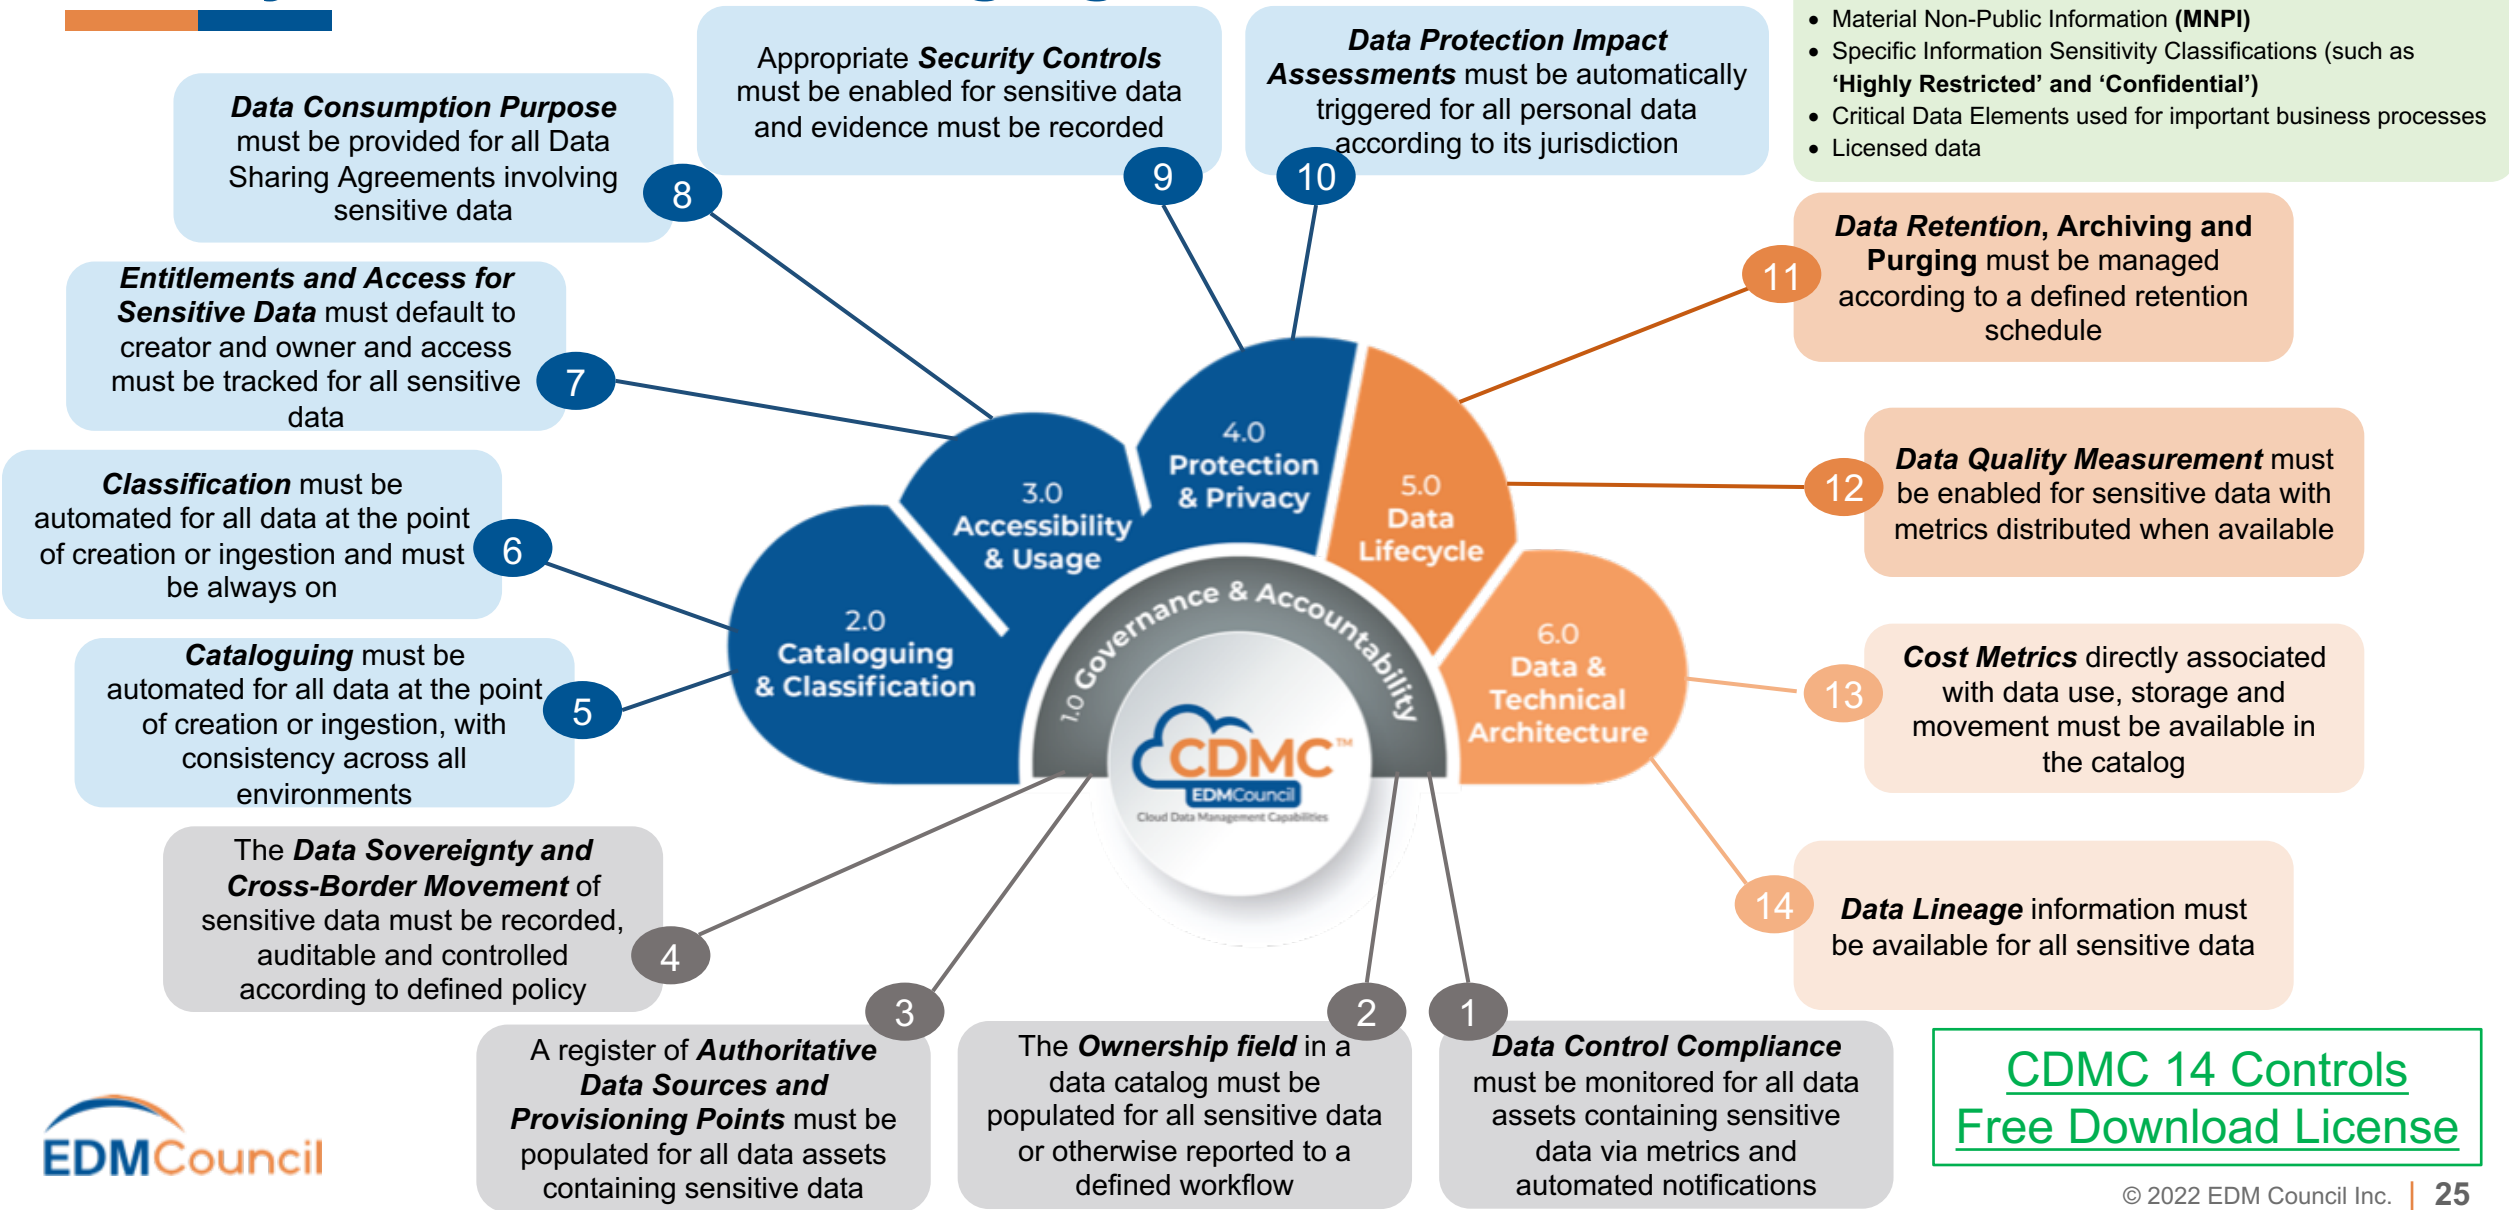 • Material Non-Public Information (MNPI)
• Specific Information Sensitivity Classifications (such as
‘Highly Restricted’ and ‘Confidential’)
• Critical Data Elements used for important business processes
• Licensed data
Data Consumption Purpose
must be provided for all Data
Sharing Agreements involving
sensitive data
8
Appropriate Security Controls
must be enabled for sensitive data
and evidence must be recorded
9
Data Protection Impact
Assessments must be automatically
triggered for all personal data
according to its jurisdiction
10
Data Retention, Archiving and
Purging must be managed
according to a defined retention
schedule
11
Entitlements and Access for
Sensitive Data must default to
creator and owner and access
must be tracked for all sensitive
data
7
Data Quality Measurement must
be enabled for sensitive data with
metrics distributed when available
12
Classification must be
automated for all data at the point
of creation or ingestion and must
be always on
6
Cataloguing must be
automated for all data at the point
of creation or ingestion, with
consistency across all
environments
5
2.0
Cataloguing
& Classification
3.0
Accessibility
& Usage
4.0
Protection
& Privacy
5.0
Data
Lifecycle
6.0
Data &
Technical
Architecture
1.0 Governance & Accountability
CDMC™
EDMCouncil
Cloud Data Management Capabilities
Cost Metrics directly associated
with data use, storage and
movement must be available in
the catalog
13
Data Lineage information must
be available for all sensitive data
14
The Data Sovereignty and
Cross-Border Movement of
sensitive data must be recorded,
auditable and controlled
according to defined policy
4
A register of Authoritative
Data Sources and
Provisioning Points must be
populated for all data assets
containing sensitive data
3
The Ownership field in a
data catalog must be
populated for all sensitive data
or otherwise reported to a
defined workflow
2
Data Control Compliance
must be monitored for all data
assets containing sensitive
data via metrics and
automated notifications
1
CDMC 14 Controls
Free Download License
EDMCouncil
© 2022 EDM Council Inc. | 25